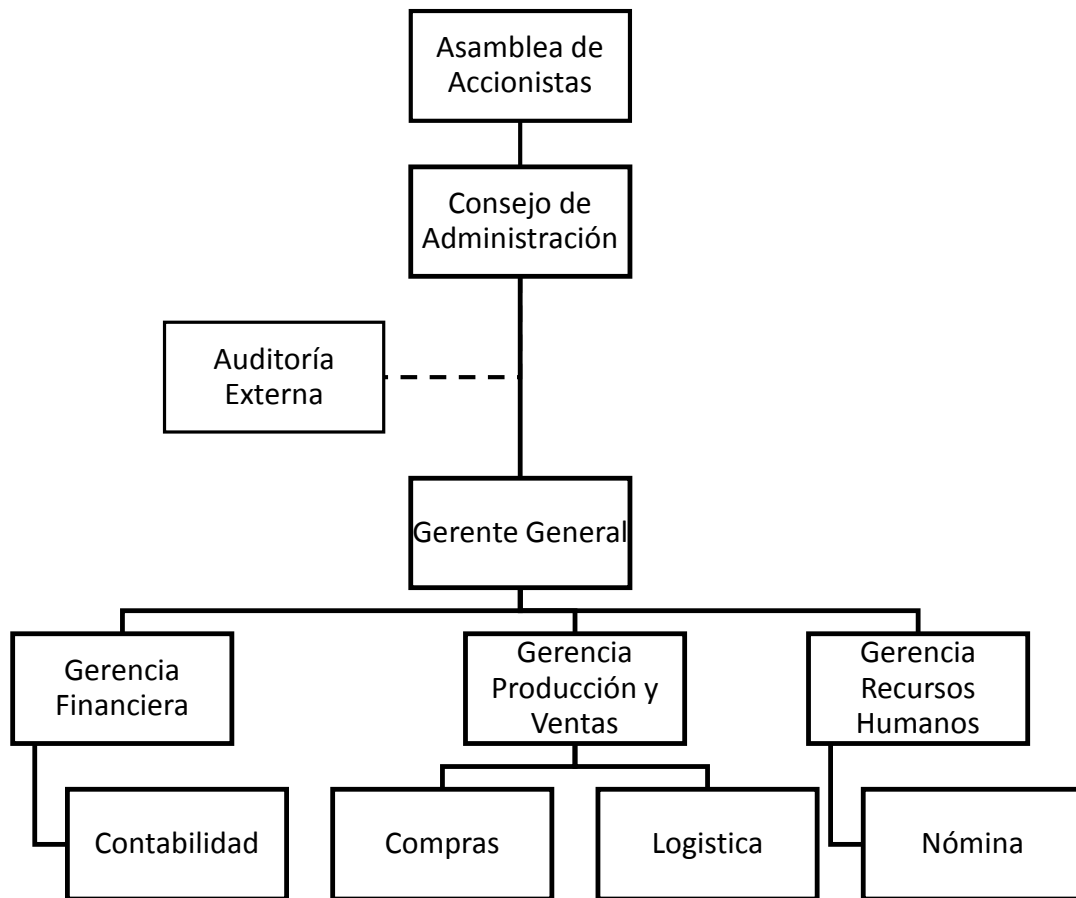 Asamblea de
Accionistas
Consejo de
Administración
Auditoría
Externa
Gerente General
Gerencia
Financiera
Gerencia
Producción y
Ventas
Gerencia
Recursos
Humanos
Contabilidad
Compras
Logistica
Nómina